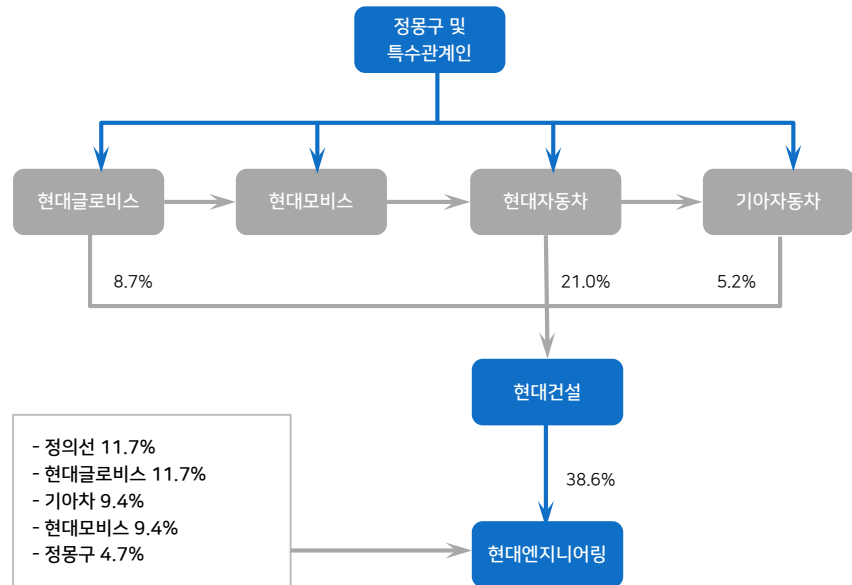 정몽구 및
특수관계인
현대글로비스
현대모비스
현대자동차
기아자동차
8.7%
21.0%
5.2%
현대건설
38.6%
- 정의선 11.7%
- 현대글로비스 11.7%
- 기아차 9.4%
- 현대모비스 9.4%
- 정몽구 4.7%
현대엔지니어링